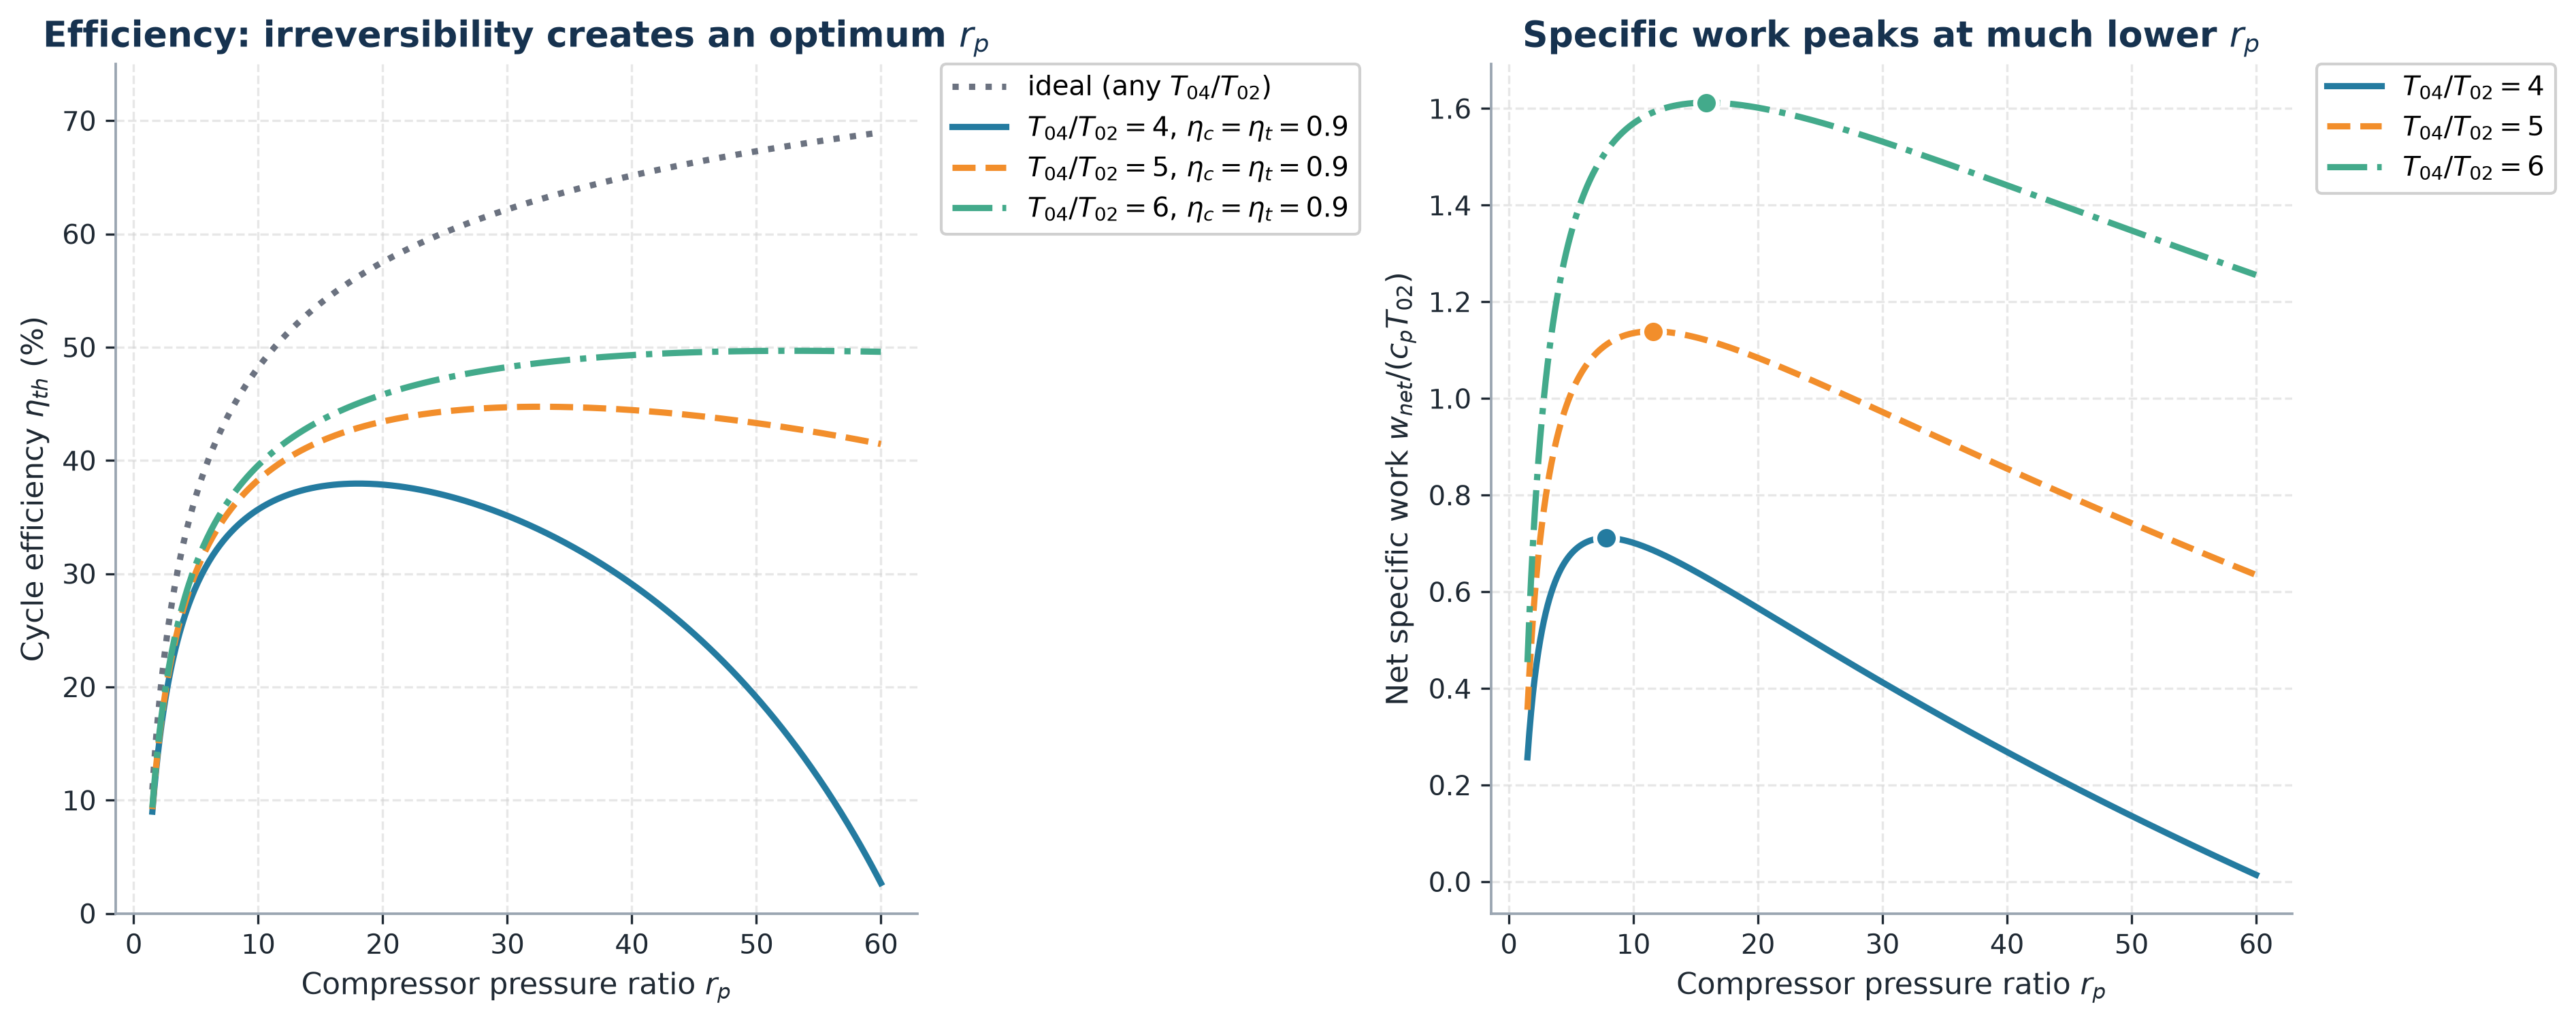 Efficiency: irreversibility creates an optimum r_p
Cycle efficiency η_th (%)
70
60
50
40
30
20
10
0
0 10 20 30 40 50 60
Compressor pressure ratio r_p
ideal (any T_04/T_02)
T_04/T_02 = 4, η_c = η_t = 0.9
T_04/T_02 = 5, η_c = η_t = 0.9
T_04/T_02 = 6, η_c = η_t = 0.9
Specific work peaks at much lower r_p
Net specific work w_net/(c_pT_02)
1.6
1.4
1.2
1.0
0.8
0.6
0.4
0.2
0.0
0 10 20 30 40 50 60
Compressor pressure ratio r_p
T_04/T_02 = 4
T_04/T_02 = 5
T_04/T_02 = 6